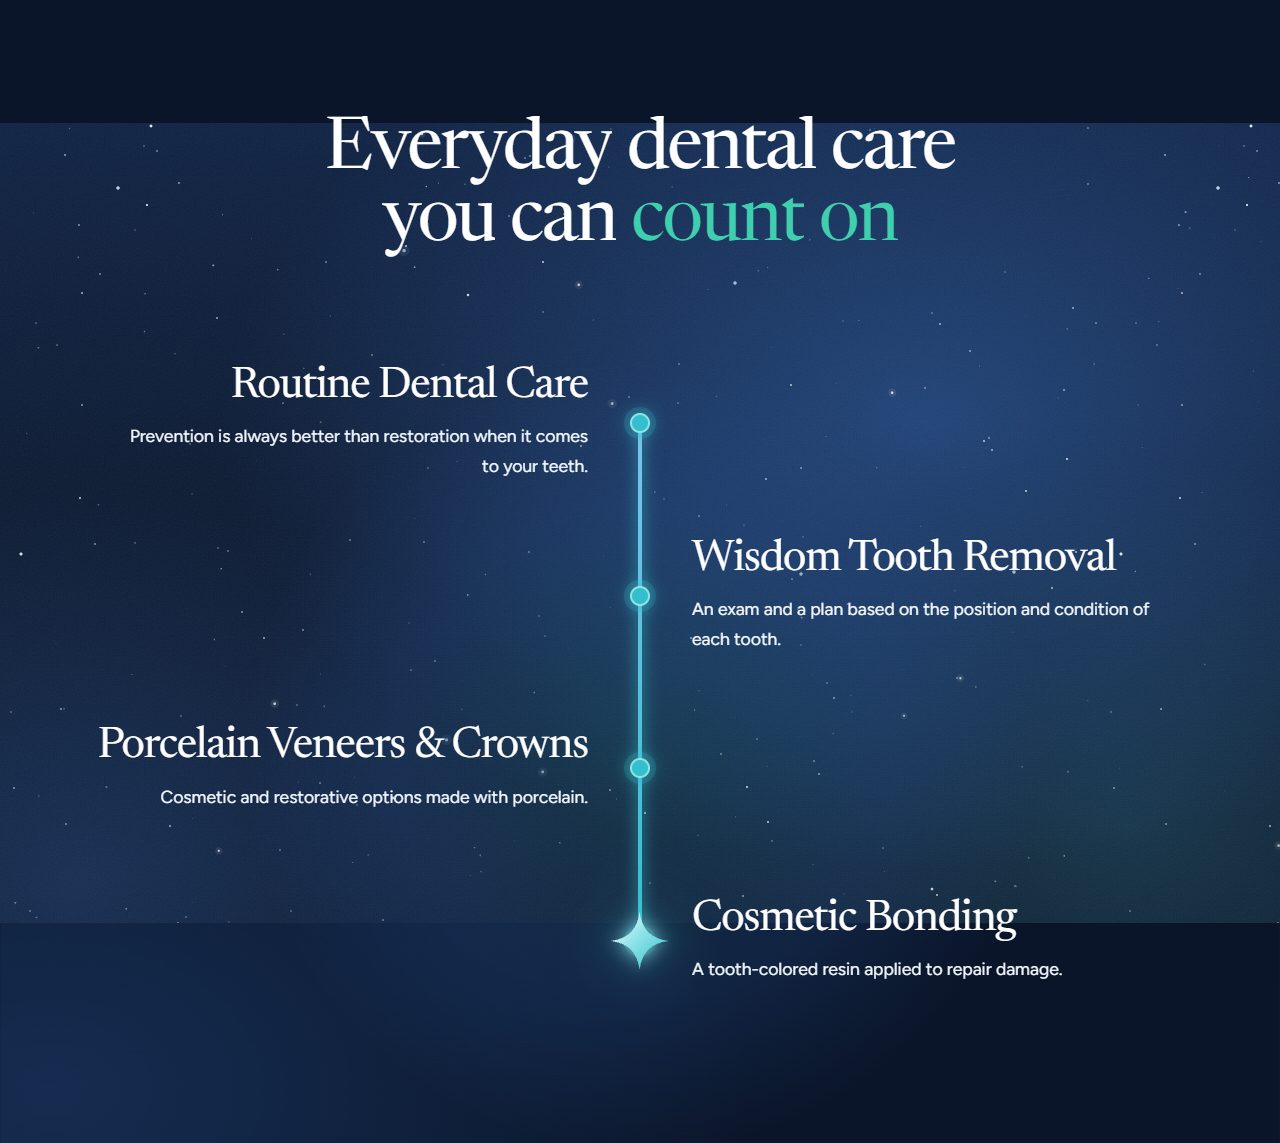 Everyday dental care
you can count on
Routine Dental Care
Prevention is always better than restoration when it comes
to your teeth.
Wisdom Tooth Removal
An exam and a plan based on the position and condition of
each tooth.
Porcelain Veneers & Crowns
Cosmetic and restorative options made with porcelain.
Cosmetic Bonding
A tooth-colored resin applied to repair damage.